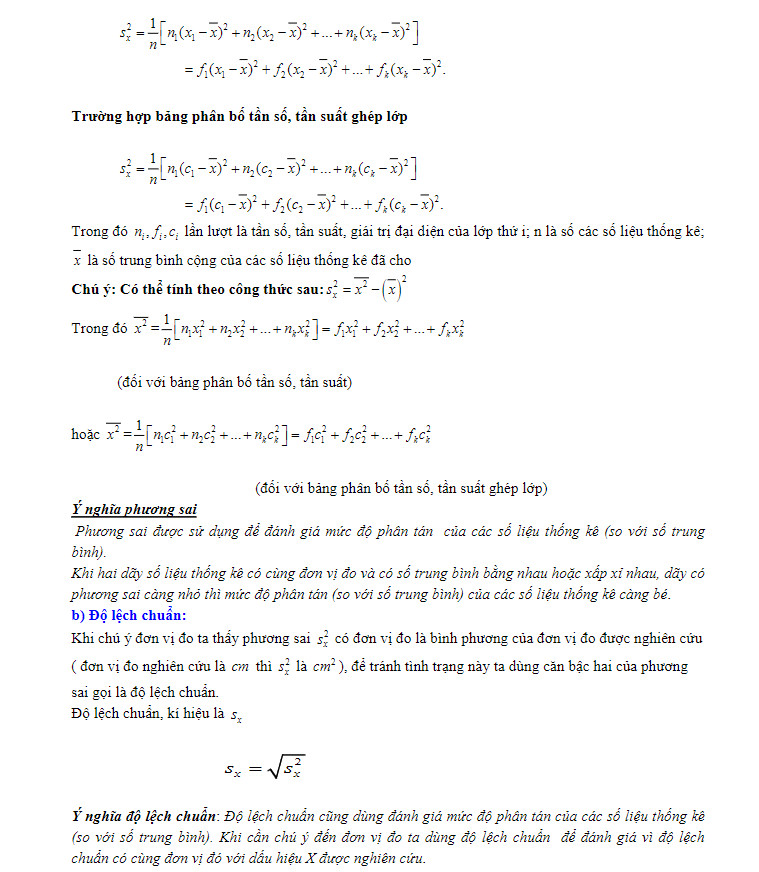 s_x^2 = \frac{1}{n}[n_1(x_1 - \overline{x})^2 + n_2(x_2 - \overline{x})^2 + ... + n_k(x_k - \overline{x})^2]
= f_1(x_1 - \overline{x})^2 + f_2(x_2 - \overline{x})^2 + ... + f_k(x_k - \overline{x})^2.
Trường hợp bảng phân bố tần số, tần suất ghép lớp
s_x^2 = \frac{1}{n}[n_1(c_1 - \overline{x})^2 + n_2(c_2 - \overline{x})^2 + ... + n_k(c_k - \overline{x})^2]
= f_1(c_1 - \overline{x})^2 + f_2(c_2 - \overline{x})^2 + ... + f_k(c_k - \overline{x})^2.
Trong đó n_i, f_i, c_i lần lượt là tần số, tần suất, giái trị đại diện của lớp thứ i; n là số các số liệu thống kê;
\overline{x} là số trung bình cộng của các số liệu thống kê đã cho
Chú ý: Có thể tính theo công thức sau: s_x^2 = \overline{x^2} - (\overline{x})^2
Trong đó \overline{x^2} = \frac{1}{n}[n_1x_1^2 + n_2x_2^2 + ... + n_kx_k^2] = f_1x_1^2 + f_2x_2^2 + ... + f_kx_k^2
(đối với bảng phân bố tần số, tần suất)
hoặc \overline{x^2} = \frac{1}{n}[n_1c_1^2 + n_2c_2^2 + ... + n_kc_k^2] = f_1c_1^2 + f_2c_2^2 + ... + f_kc_k^2
(đối với bảng phân bố tần số, tần suất ghép lớp)
Ý nghĩa phương sai
Phương sai được sử dụng để đánh giá mức độ phân tán của các số liệu thống kê (so với số trung
bình).
Khi hai dãy số liệu thống kê có cùng đơn vị đo và có số trung bình bằng nhau hoặc xấp xỉ nhau, dãy có
phương sai càng nhỏ thì mức độ phân tán (so với số trung bình) của các số liệu thống kê càng bé.
b) Độ lệch chuẩn:
Khi chú ý đơn vị đo ta thấy phương sai s_x^2 có đơn vị đo là bình phương của đơn vị đo được nghiên cứu
( đơn vị đo nghiên cứu là cm thì s_x^2 là cm^2 ), để tránh tình trạng này ta dùng căn bậc hai của phương
sai gọi là độ lệch chuẩn.
Độ lệch chuẩn, kí hiệu là s_x
s_x = \sqrt{s_x^2}
Ý nghĩa độ lệch chuẩn: Độ lệch chuẩn cũng dùng đánh giá mức độ phân tán của các số liệu thống kê
(so với số trung bình). Khi cần chú ý đến đơn vị đo ta dùng độ lệch chuẩn để đánh giá vì độ lệch
chuẩn có cùng đơn vị đó với dấu hiệu X được nghiên cứu.